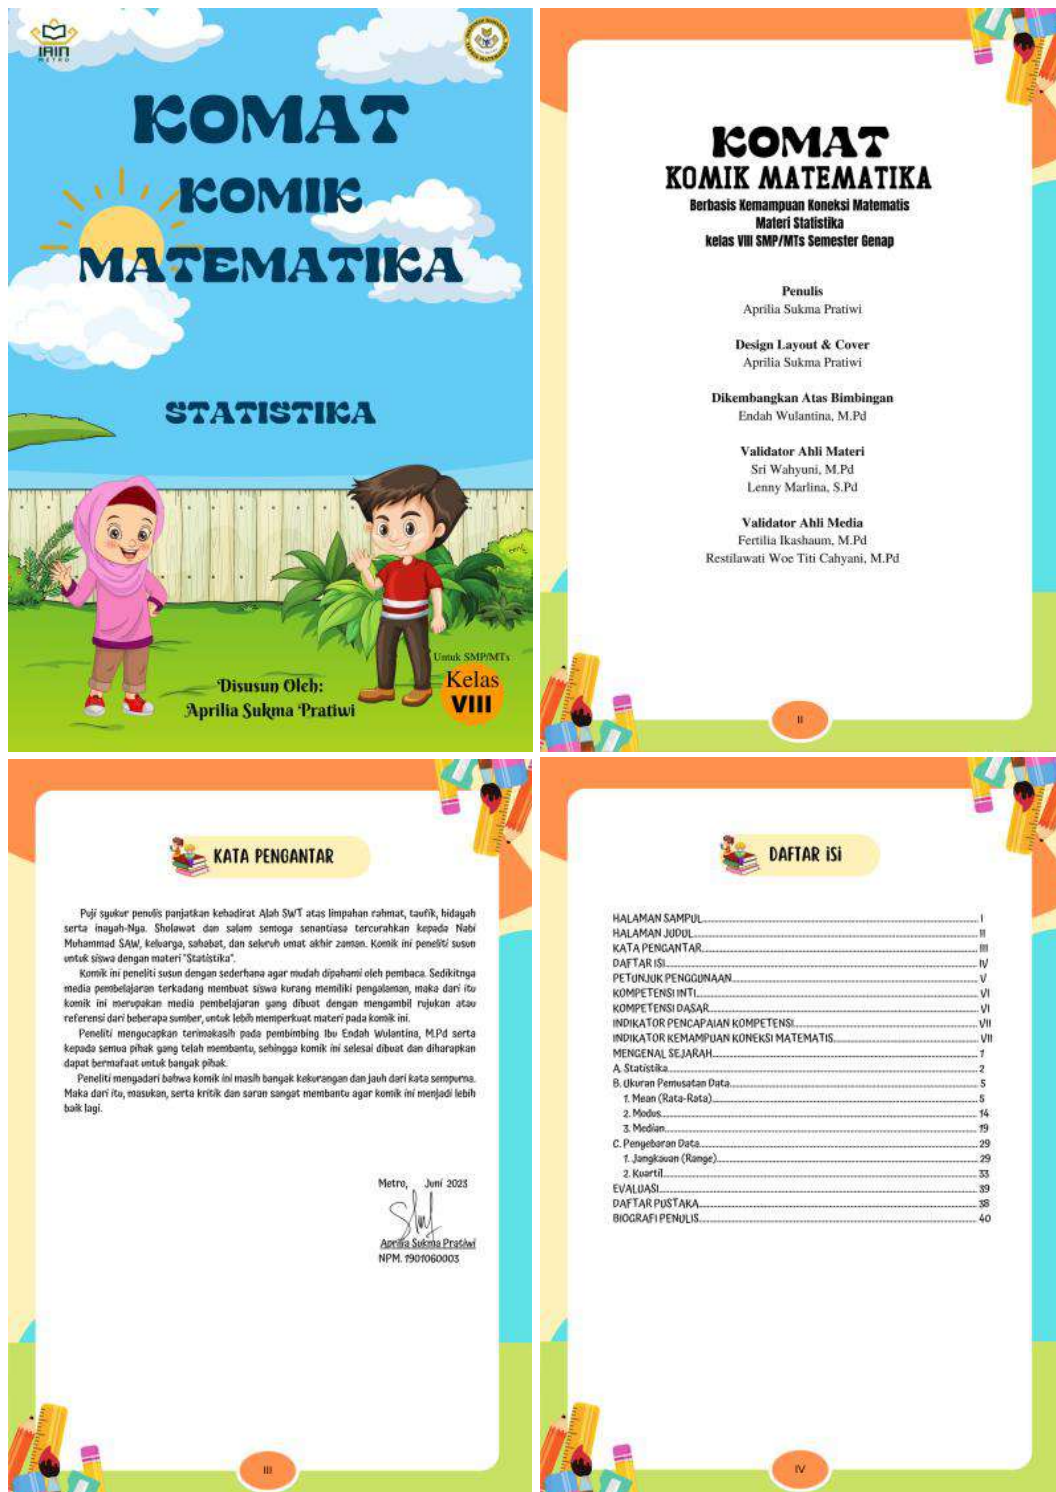 IAIN
METRO
KOMAT
KOMIK
MATEMATIKA
STATISTIKA
Untuk SMP/MTs
Kelas
VIII
Disusun Oleh:
Aprilia Sukma Pratiwi
KOMAT
KOMIK MATEMATIKA
Berbasis Kemampuan Koneksi Matematis
Materi Statistika
kelas VIII SMP/MTs Semester Genap
Penulis
Aprilia Sukma Pratiwi
Design Layout & Cover
Aprilia Sukma Pratiwi
Dikembangkan Atas Bimbingan
Endah Wulantina, M.Pd
Validator Ahli Materi
Sri Wahyuni, M.Pd
Lenny Marlina, S.Pd
Validator Ahli Media
Fertilia Ikashaum, M.Pd
Restilawati Woe Titi Cahyani, M.Pd
II
KATA PENGANTAR
Puji syukur penulis panjatkan kehadirat Alah SWT atas limpahan rahmat, taufik, hidayah
serta inayah-Nya. Sholawat dan salam semoga senantiasa tercurahkan kepada Nabi
Muhammad SAW, keluarga, sahabat, dan seluruh umat akhir zaman. Komik ini peneliti susun
untuk siswa dengan materi "Statistika".
Komik ini peneliti susun dengan sederhana agar mudah dipahami oleh pembaca. Sedikitnya
media pembelajaran terkadang membuat siswa kurang memiliki pengalaman, maka dari itu
komik ini merupakan media pembelajaran yang dibuat dengan mengambil rujukan atau
referensi dari beberapa sumber, untuk lebih memperkuat materi pada komik ini.
Peneliti mengucapkan terimakasih pada pembimbing Ibu Endah Wulantina, M.Pd serta
kepada semua pihak yang telah membantu, sehingga komik ini selesai dibuat dan diharapkan
dapat bermafaat untuk banyak pihak.
Peneliti menyadari bahwa komik ini masih banyak kekurangan dan jauh dari kata sempurna.
Maka dari itu, masukan, serta kritik dan saran sangat membantu agar komik ini menjadi lebih
baik lagi.
Metro, Juni 2023
Aprilia Sukma Pratiwi
NPM. 1901060003
III
DAFTAR iSi
HALAMAN SAMPUL I
HALAMAN JUDUL II
KATA PENGANTAR III
DAFTAR ISI IV
PETUNJUK PENGGUNAAN V
KOMPETENSI INTI VI
KOMPETENSI DASAR VI
INDIKATOR PENCAPAIAN KOMPETENSI VII
INDIKATOR KEMAMPUAN KONEKSI MATEMATIS VII
MENGENAL SEJARAH 1
A. Statistika 2
B. Ukuran Pemusatan Data 5
1. Mean (Rata-Rata) 5
2. Modus 14
3. Median 19
C. Penyebaran Data 29
1. Jangkauan (Range) 29
2. Kuartil 33
EVALUASI 39
DAFTAR PUSTAKA 38
BIOGRAFI PENULIS 40
IV